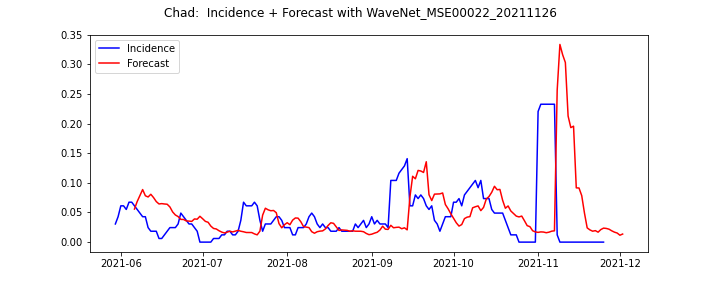 Chad:  Incidence + Forecast with WaveNet_MSE00022_20211126
Incidence
Forecast
0.35
0.30
0.25
0.20
0.15
0.10
0.05
0.00
2021-06 2021-07 2021-08 2021-09 2021-10 2021-11 2021-12